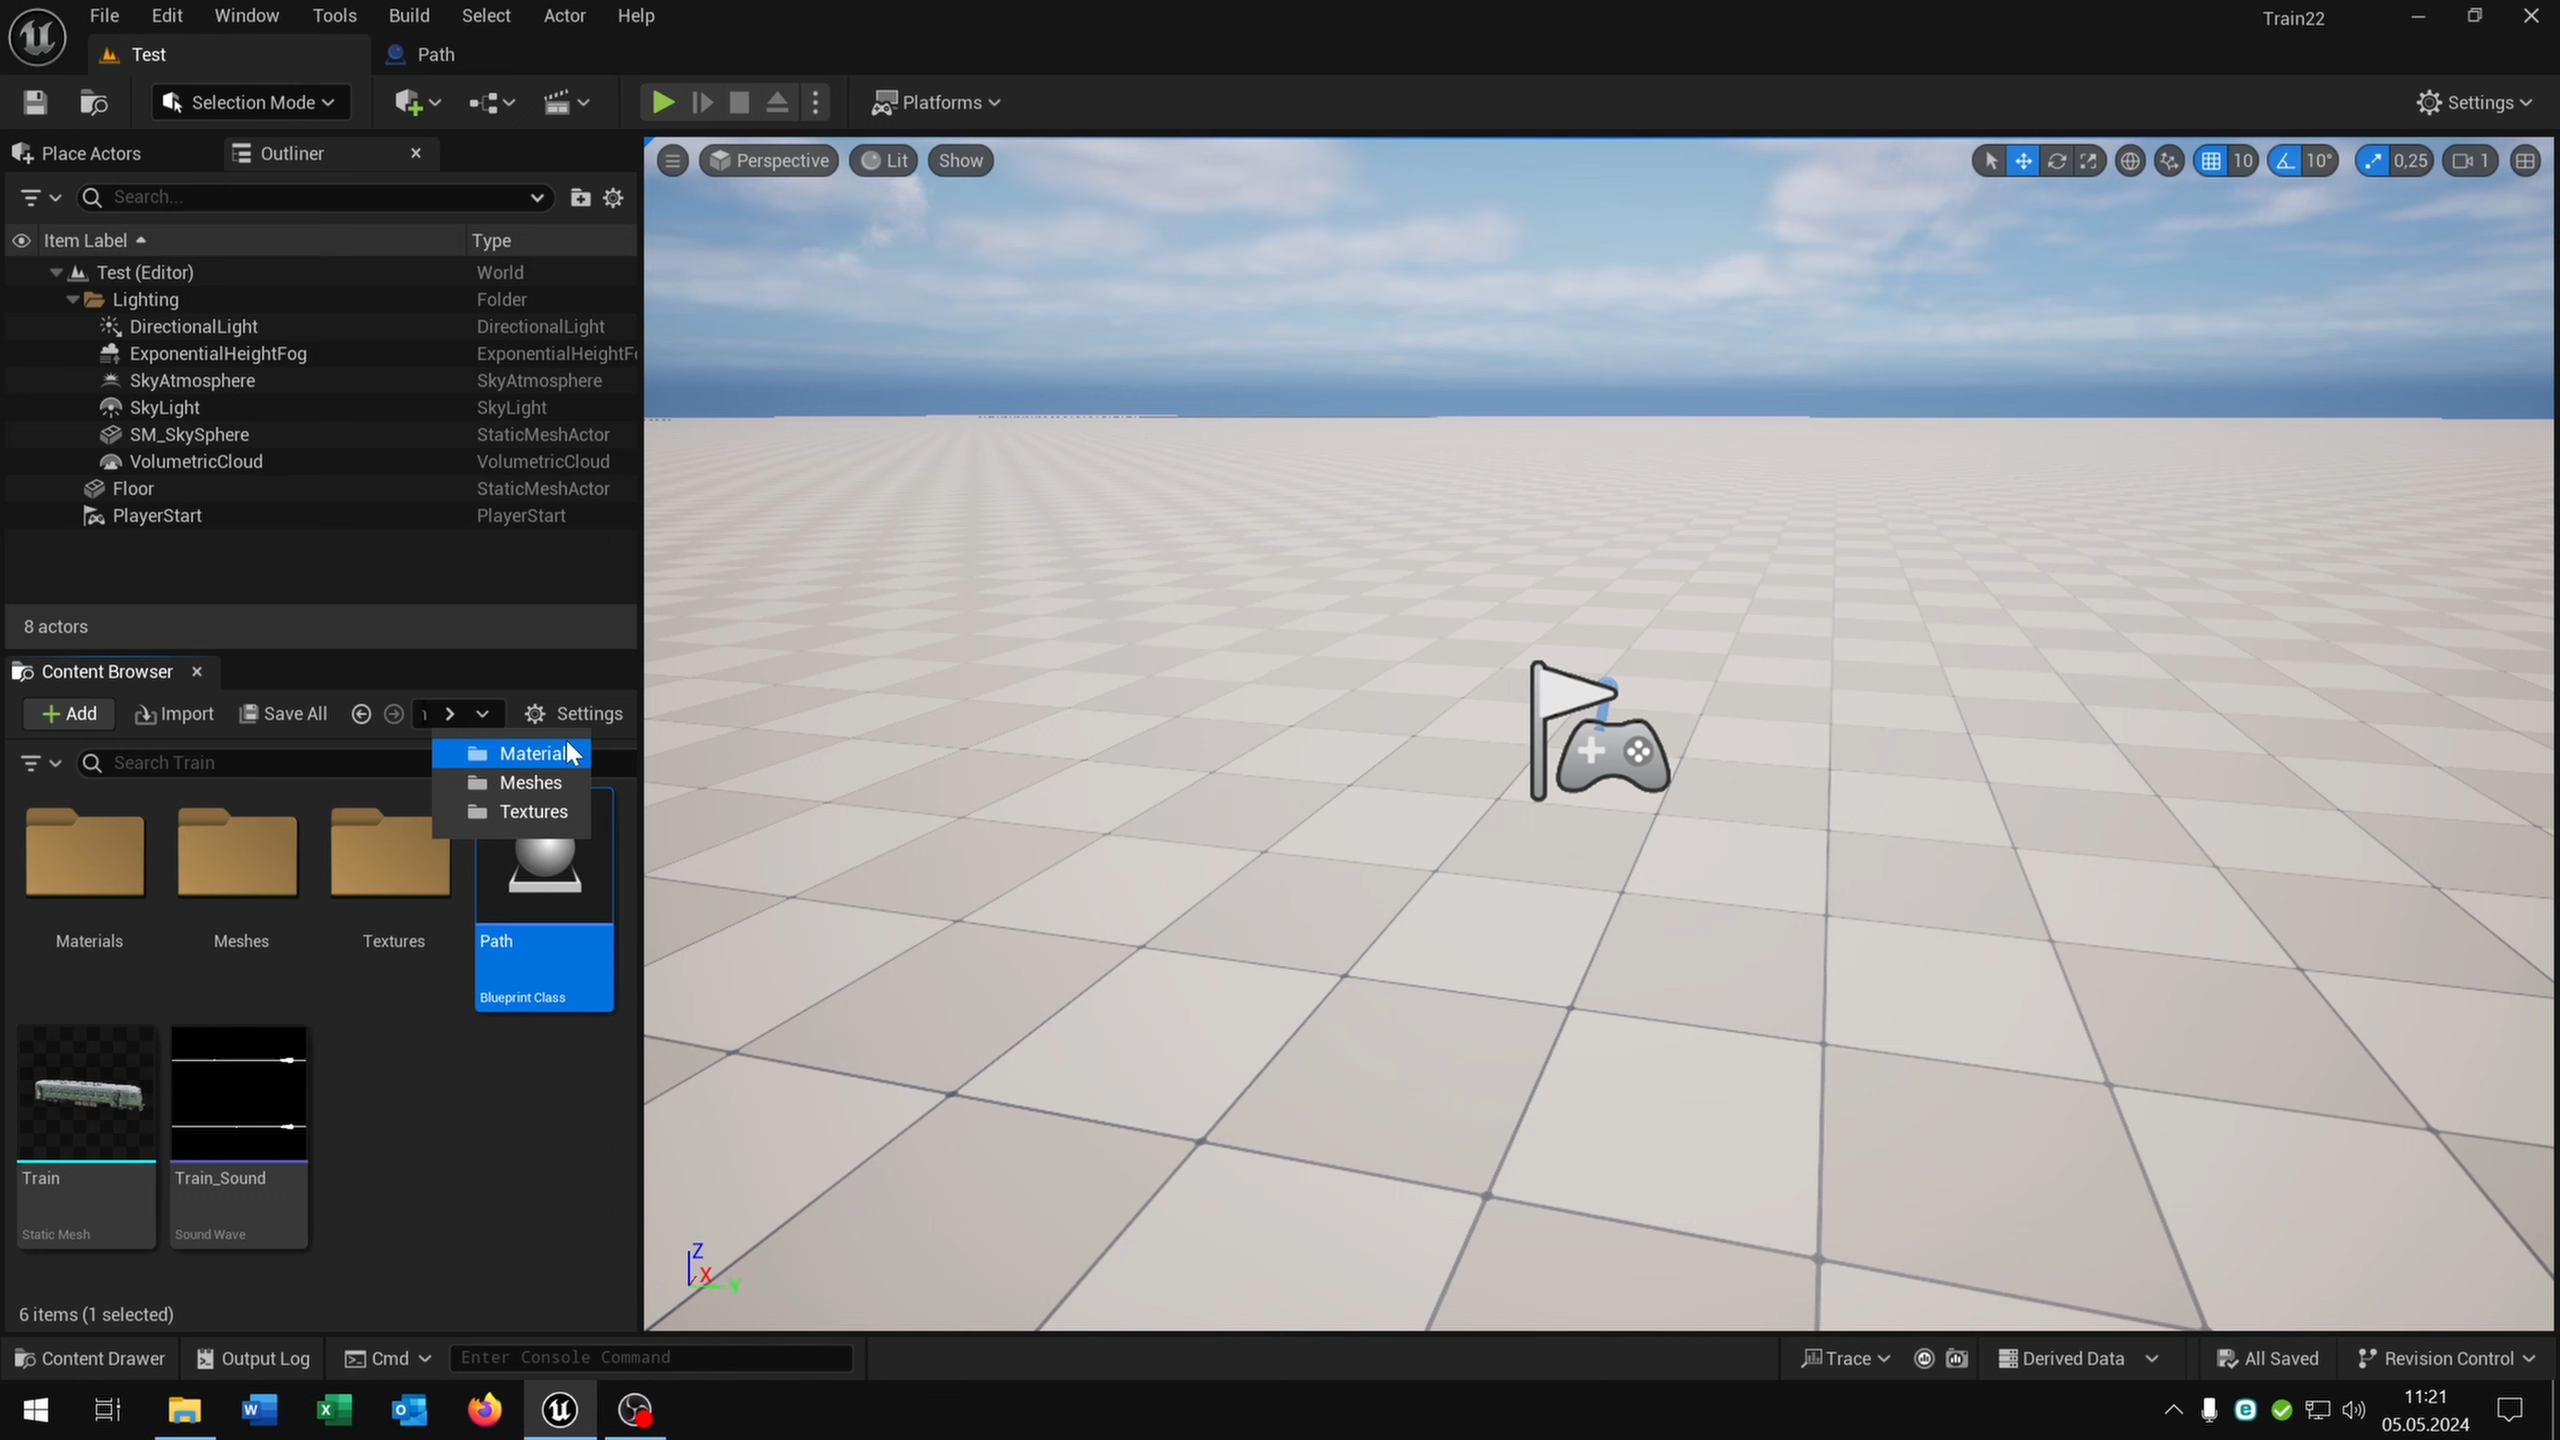 File Edit Window Tools Build Select Actor Help
Train22
Test
Path
Selection Mode
Platforms
Settings
Place Actors
Outliner
Perspective
Lit
Show
10
10°
0,25
1
Search...
Item Label
Type
Test (Editor)
World
Lighting
Folder
DirectionalLight
DirectionalLight
ExponentialHeightFog
ExponentialHeightF
SkyAtmosphere
SkyAtmosphere
SkyLight
SkyLight
SM_SkySphere
StaticMeshActor
VolumetricCloud
VolumetricCloud
Floor
StaticMeshActor
PlayerStart
PlayerStart
8 actors
Content Browser
Add
Import
Save All
Settings
Search Train
Material
Meshes
Textures
Materials
Meshes
Textures
Path
Blueprint Class
Train
Static Mesh
Train_Sound
Sound Wave
Z
X
Y
6 items (1 selected)
Content Drawer
Output Log
Cmd
Enter Console Command
Trace
Derived Data
All Saved
Revision Control
11:21
05.05.2024